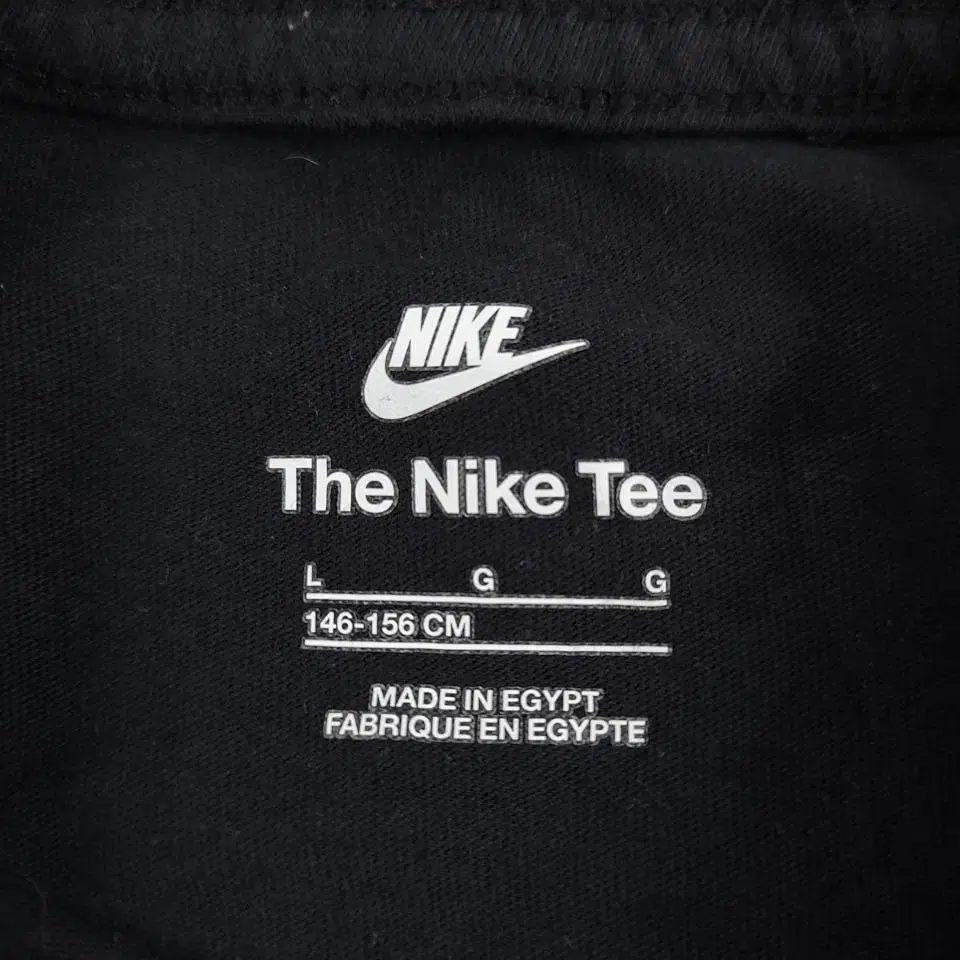 NIKE
The Nike Tee
L G G
146-156 CM
MADE IN EGYPT
FABRIQUE EN EGYPTE